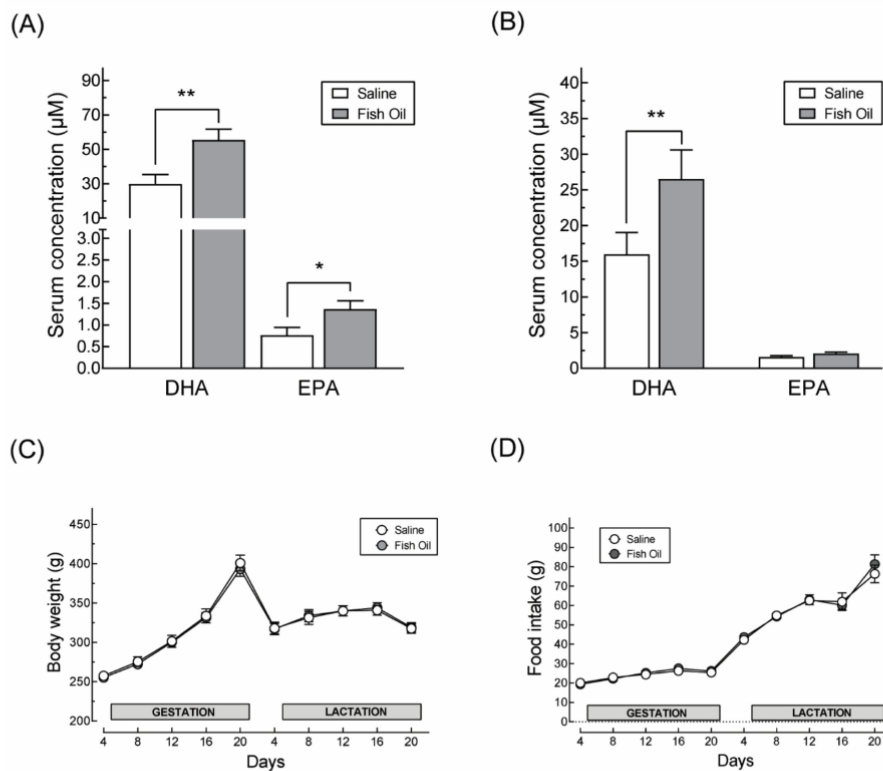 (A)
Serum concentration (µM)
90
70
50
30
10
3.0
2.5
2.0
1.5
1.0
0.5
0.0
**
*
Saline
Fish Oil
DHA EPA
(B)
Serum concentration (µM)
40
35
30
25
20
15
10
5
0
**
Saline
Fish Oil
DHA EPA
(C)
Body weight (g)
450
400
350
300
250
200
Saline
Fish Oil
GESTATION LACTATION
4 8 12 16 20 4 8 12 16 20
Days
(D)
Food intake (g)
100
90
80
70
60
50
40
30
20
10
0
Saline
Fish Oil
GESTATION LACTATION
4 8 12 16 20 4 8 12 16 20
Days